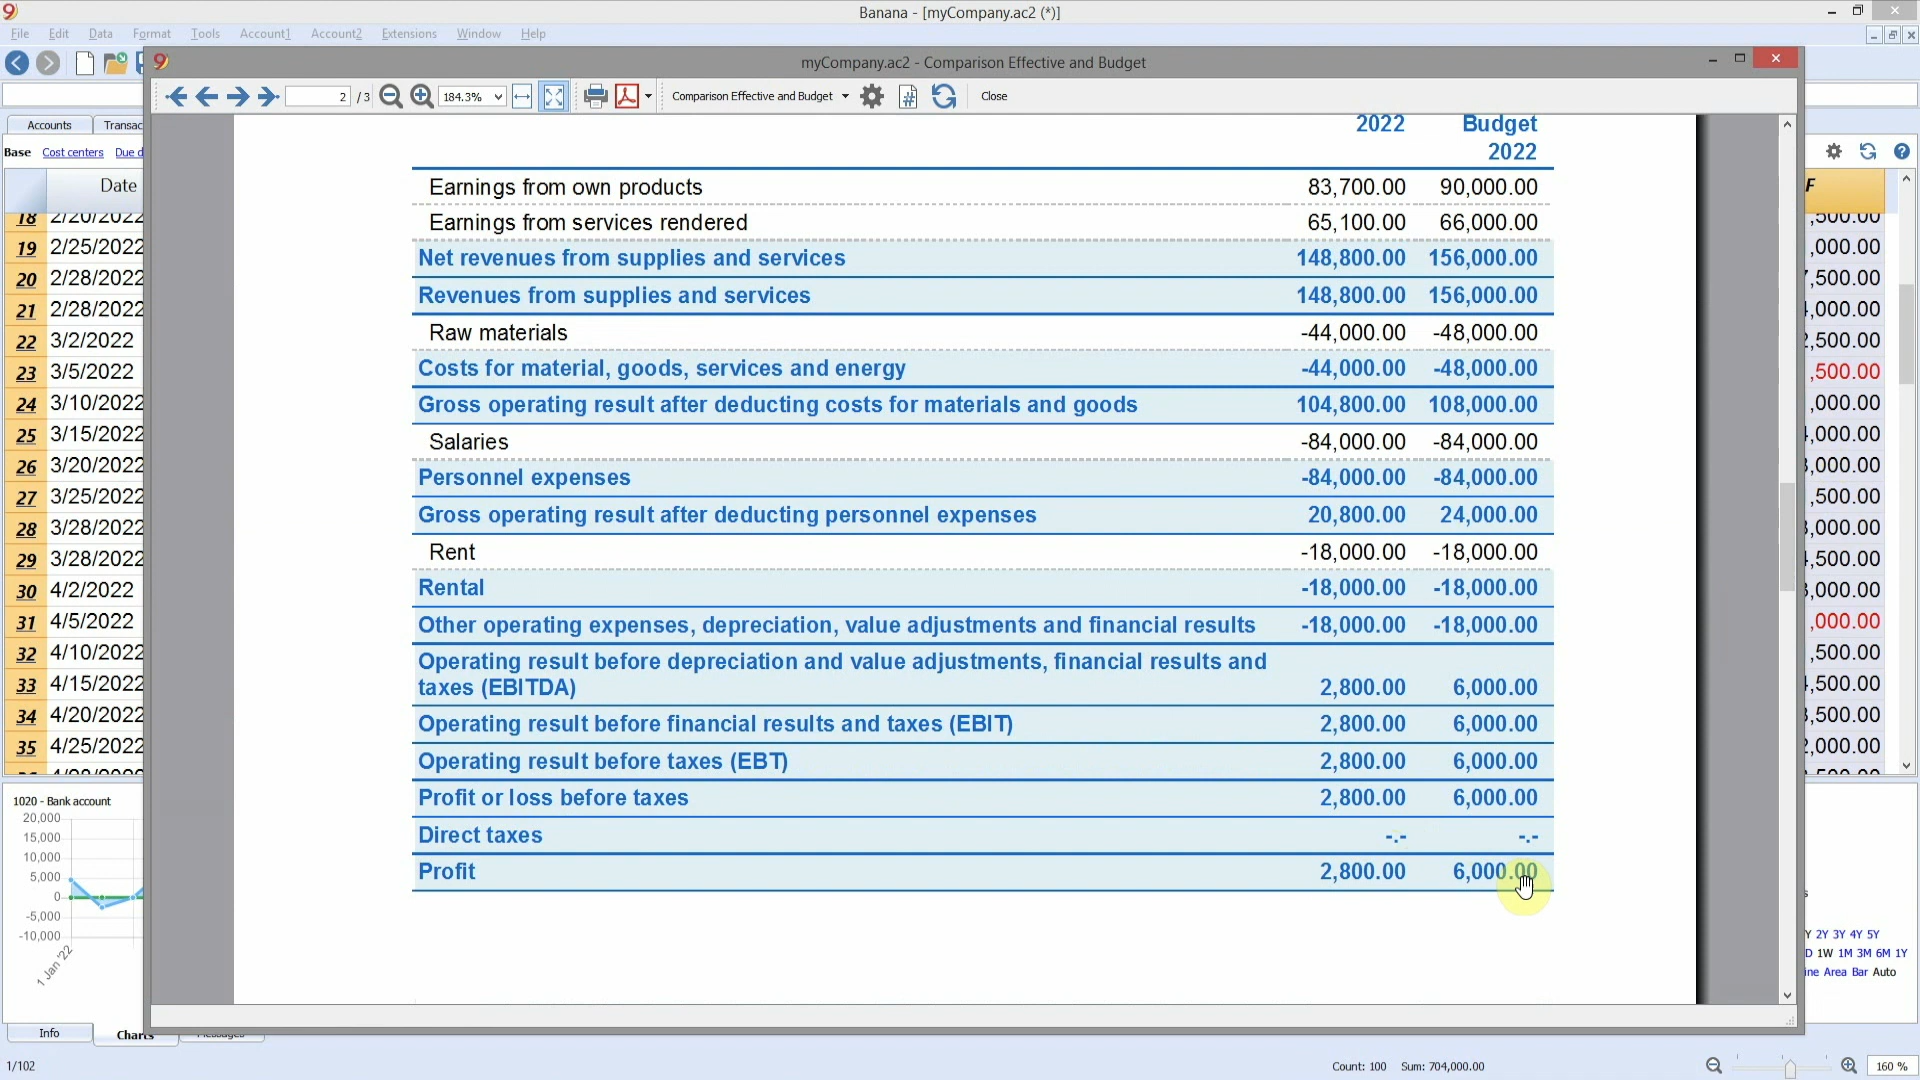 Banana - [myCompany.ac2 (*)]
File Edit Data Format Tools Account1 Account2 Extensions Window Help
myCompany.ac2 - Comparison Effective and Budget
2 /3 184.3% Comparison Effective and Budget Close
Accounts
Base Cost centers
Date
2022 Budget
2022
Earnings from own products 83,700.00 90,000.00
Earnings from services rendered 65,100.00 66,000.00
Net revenues from supplies and services 148,800.00 156,000.00
Revenues from supplies and services 148,800.00 156,000.00
Raw materials -44,000.00 -48,000.00
Costs for material, goods, services and energy -44,000.00 -48,000.00
Gross operating result after deducting costs for materials and goods 104,800.00 108,000.00
Salaries -84,000.00 -84,000.00
Personnel expenses -84,000.00 -84,000.00
Gross operating result after deducting personnel expenses 20,800.00 24,000.00
Rent -18,000.00 -18,000.00
Rental -18,000.00 -18,000.00
Other operating expenses, depreciation, value adjustments and financial results -18,000.00 -18,000.00
Operating result before depreciation and value adjustments, financial results and
taxes (EBITDA) 2,800.00 6,000.00
Operating result before financial results and taxes (EBIT) 2,800.00 6,000.00
Operating result before taxes (EBT) 2,800.00 6,000.00
Profit or loss before taxes 2,800.00 6,000.00
Direct taxes -.- -.-
Profit 2,800.00 6,000.00
18 2/20/2022
19 2/25/2022
20 2/28/2022
21 2/28/2022
22 3/2/2022
23 3/5/2022
24 3/10/2022
25 3/15/2022
26 3/20/2022
27 3/25/2022
28 3/28/2022
29 3/28/2022
30 4/2/2022
31 4/5/2022
32 4/10/2022
33 4/15/2022
34 4/20/2022
35 4/25/2022
1020 - Bank account
20,000
15,000
10,000
5,000
0
-5,000
-10,000
1 Jan '22
2Y 3Y 4Y 5Y
1W 1M 3M 6M 1Y
Area Bar Auto
Info Charts Messages
1/102 Count: 100 Sum: 704,000.00 160 %